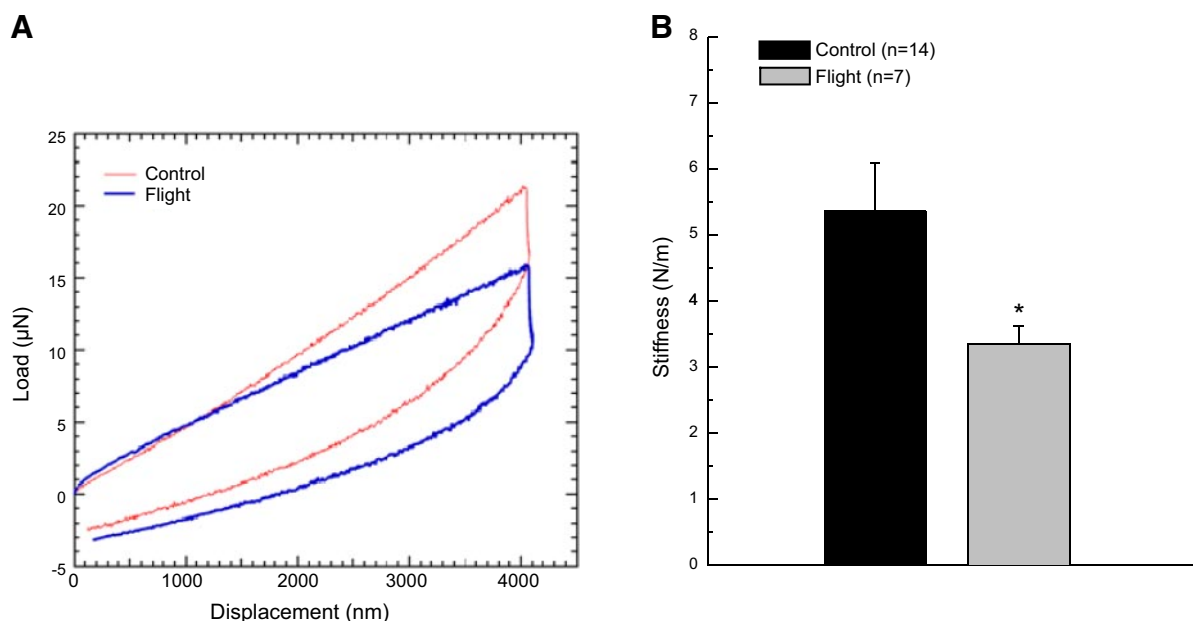 A
25
20
15
10
5
0
-5
Load (μN)
Control
Flight
0 1000 2000 3000 4000
Displacement (nm)
B
8
7
6
5
4
3
2
1
0
Stiffness (N/m)
Control (n=14)
Flight (n=7)
*